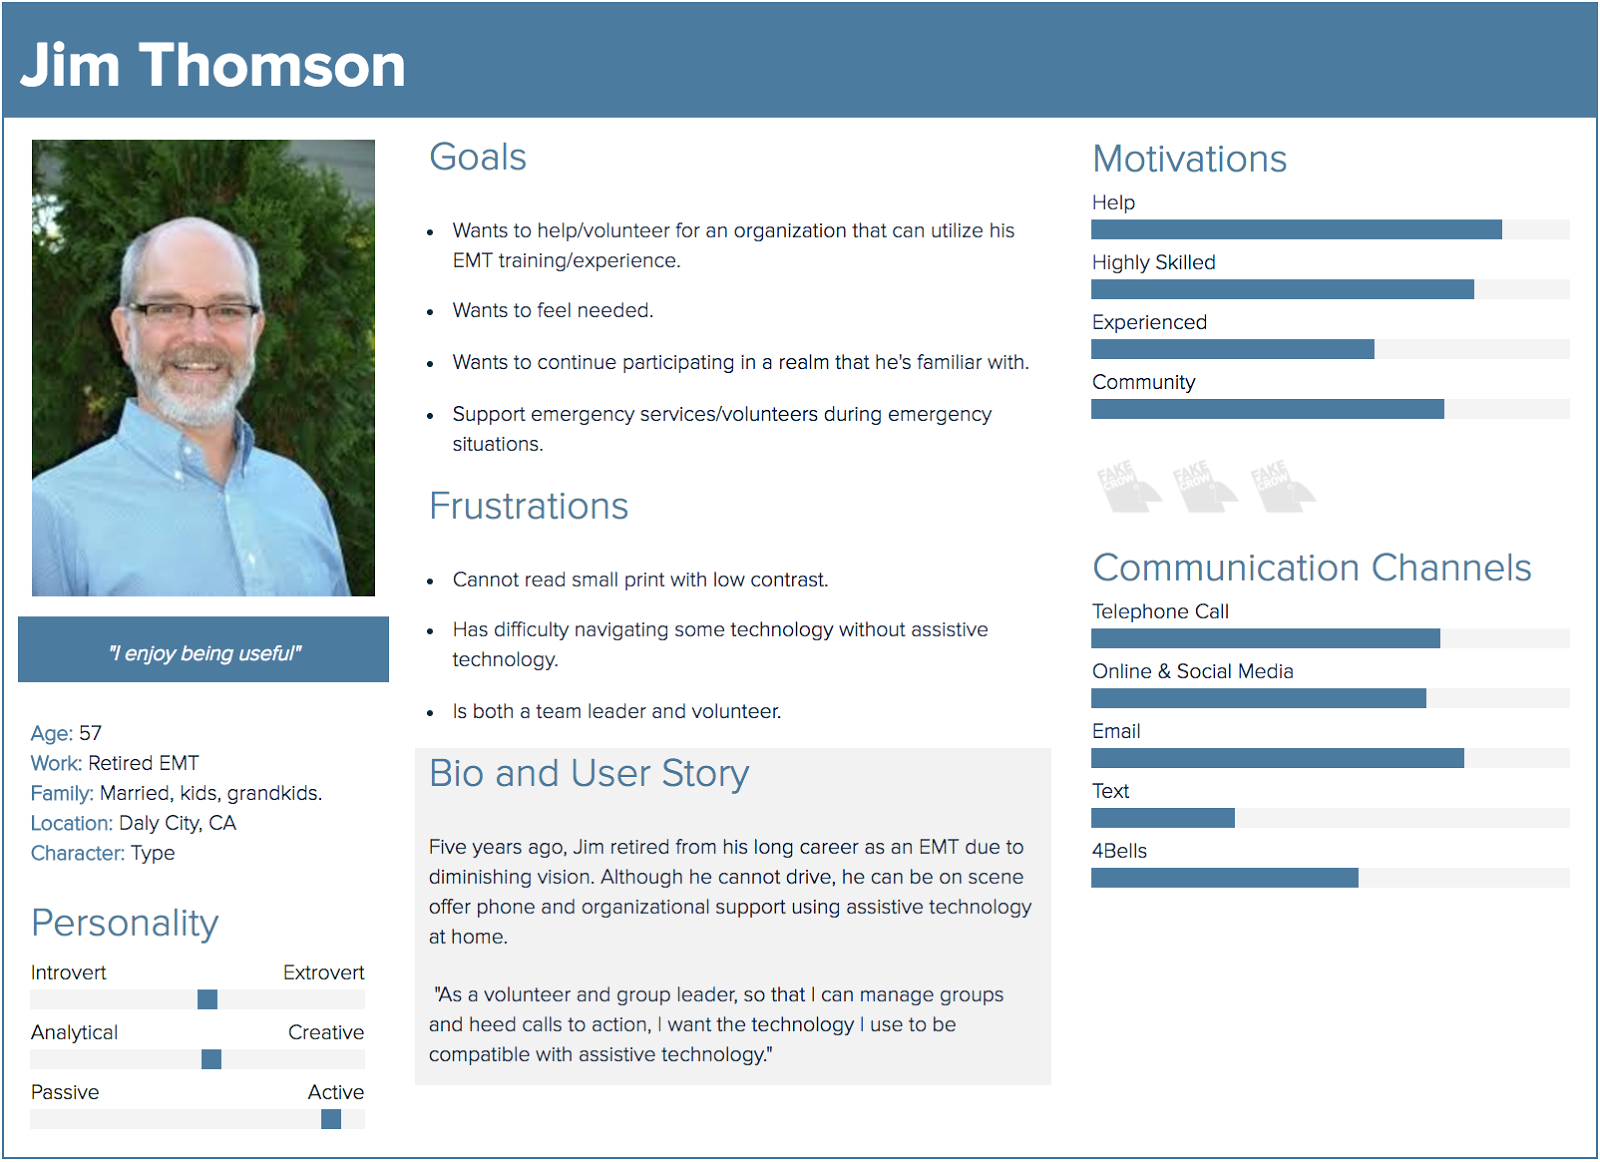 Jim Thomson
"I enjoy being useful"
Age: 57
Work: Retired EMT
Family: Married, kids, grandkids.
Location: Daly City, CA
Character: Type
Personality
Introvert Extrovert
Analytical Creative
Passive Active
Goals
• Wants to help/volunteer for an organization that can utilize his
EMT training/experience.
• Wants to feel needed.
• Wants to continue participating in a realm that he's familiar with.
• Support emergency services/volunteers during emergency
situations.
Frustrations
• Cannot read small print with low contrast.
• Has difficulty navigating some technology without assistive
technology.
• Is both a team leader and volunteer.
Bio and User Story
Five years ago, Jim retired from his long career as an EMT due to
diminishing vision. Although he cannot drive, he can be on scene
offer phone and organizational support using assistive technology
at home.
"As a volunteer and group leader, so that I can manage groups
and heed calls to action, I want the technology I use to be
compatible with assistive technology."
Motivations
Help
Highly Skilled
Experienced
Community
FAKE CROW FAKE CROW FAKE CROW
Communication Channels
Telephone Call
Online & Social Media
Email
Text
4Bells